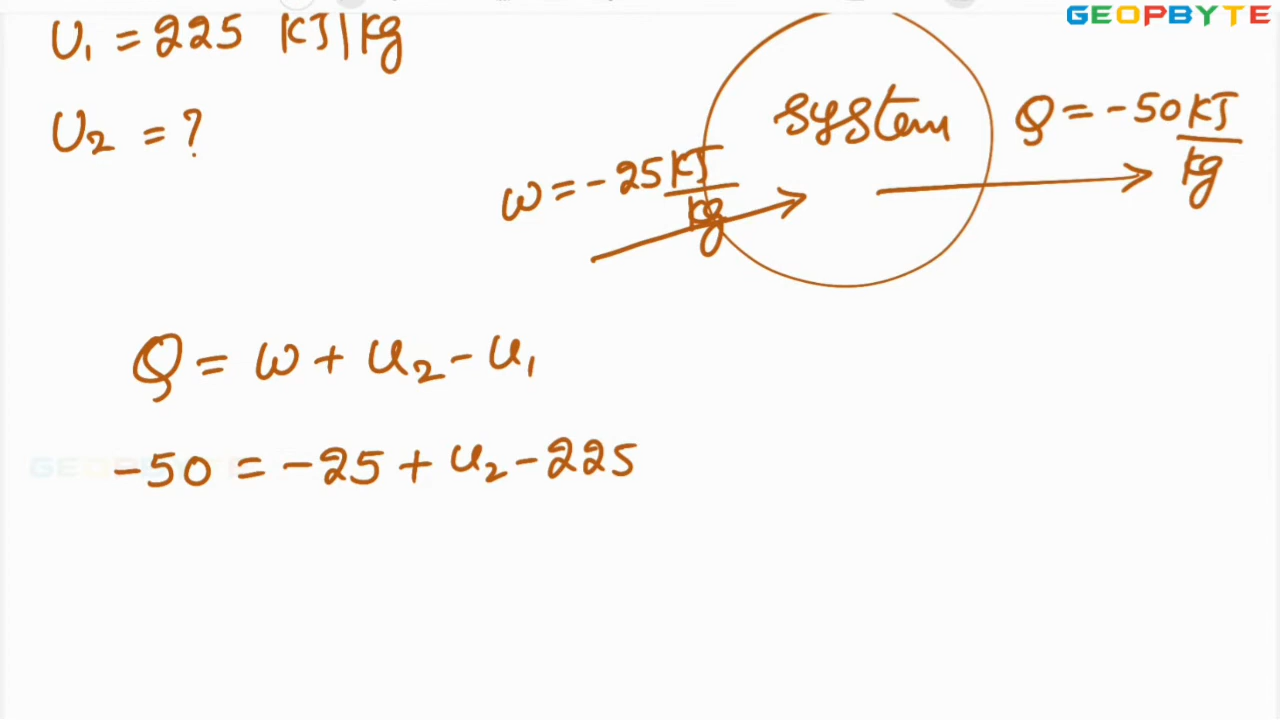 GEOPBYTE
U1 = 225 KJ/kg
U2 = ?
system
Q = -50 KJ/kg
w = -25 KJ/kg
Q = w + u2 - u1
-50 = -25 + u2 - 225